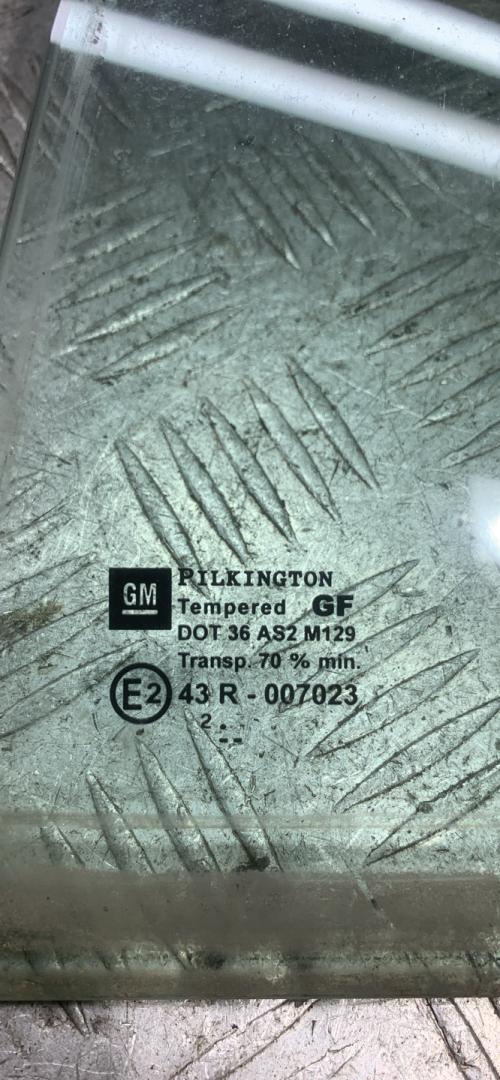 GM
PILKINGTON
Tempered GF
DOT 36 AS2 M129
Transp. 70 % min.
E2 43 R - 007023
2 .
--